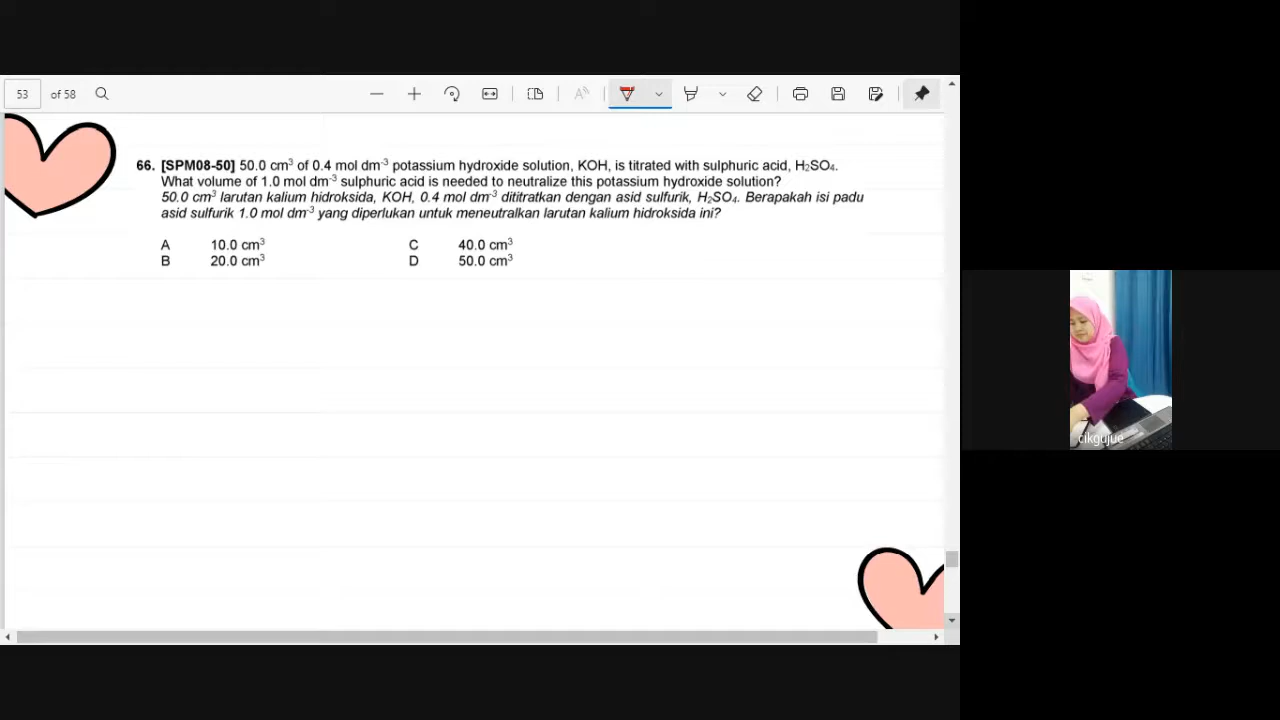 53 of 58
66. [SPM08-50] 50.0 cm³ of 0.4 mol dm⁻³ potassium hydroxide solution, KOH, is titrated with sulphuric acid, H₂SO₄.
What volume of 1.0 mol dm⁻³ sulphuric acid is needed to neutralize this potassium hydroxide solution?
50.0 cm³ larutan kalium hidroksida, KOH, 0.4 mol dm⁻³ dititratkan dengan asid sulfurik, H₂SO₄. Berapakah isi padu
asid sulfurik 1.0 mol dm⁻³ yang diperlukan untuk meneutralkan larutan kalium hidroksida ini?
A 10.0 cm³ C 40.0 cm³
B 20.0 cm³ D 50.0 cm³
cikgujue